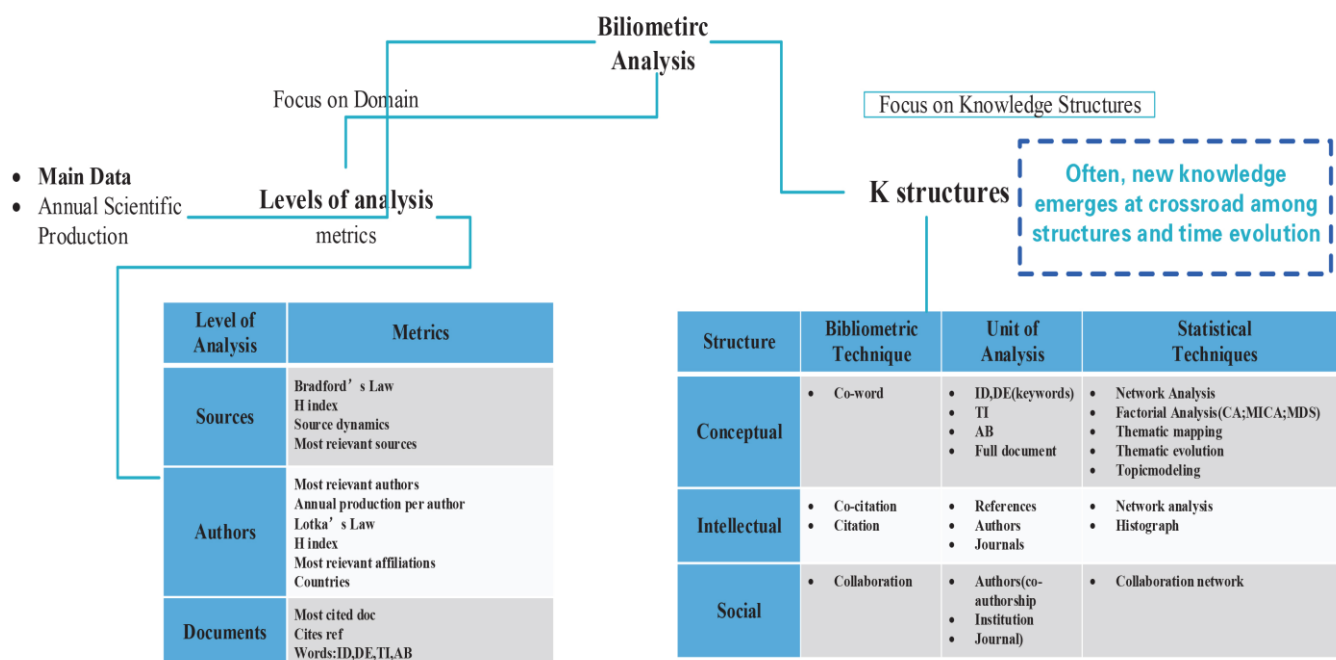 Biliometirc
Analysis
Focus on Domain
Focus on Knowledge Structures
• Main Data
• Annual Scientific
Production
Levels of analysis
metrics
K structures
Often, new knowledge
emerges at crossroad among
structures and time evolution
Level of
Analysis
Metrics
Sources
Bradford’s Law
H index
Source dynamics
Most relevant sources
Authors
Most relevant authors
Annual production per author
Lotka’s Law
H index
Most relevant affiliations
Countries
Documents
Most cited doc
Cites ref
Words:ID,DE,TI,AB
Structure
Bibliometric
Technique
Unit of
Analysis
Statistical
Techniques
Conceptual
• Co-word
• ID,DE(keywords)
• TI
• AB
• Full document
• Network Analysis
• Factorial Analysis(CA;MICA;MDS)
• Thematic mapping
• Thematic evolution
• Topicmodeling
Intellectual
• Co-citation
• Citation
• References
• Authors
• Journals
• Network analysis
• Histograph
Social
• Collaboration
• Authors(co-
authorship
• Institution
• Journal)
• Collaboration network